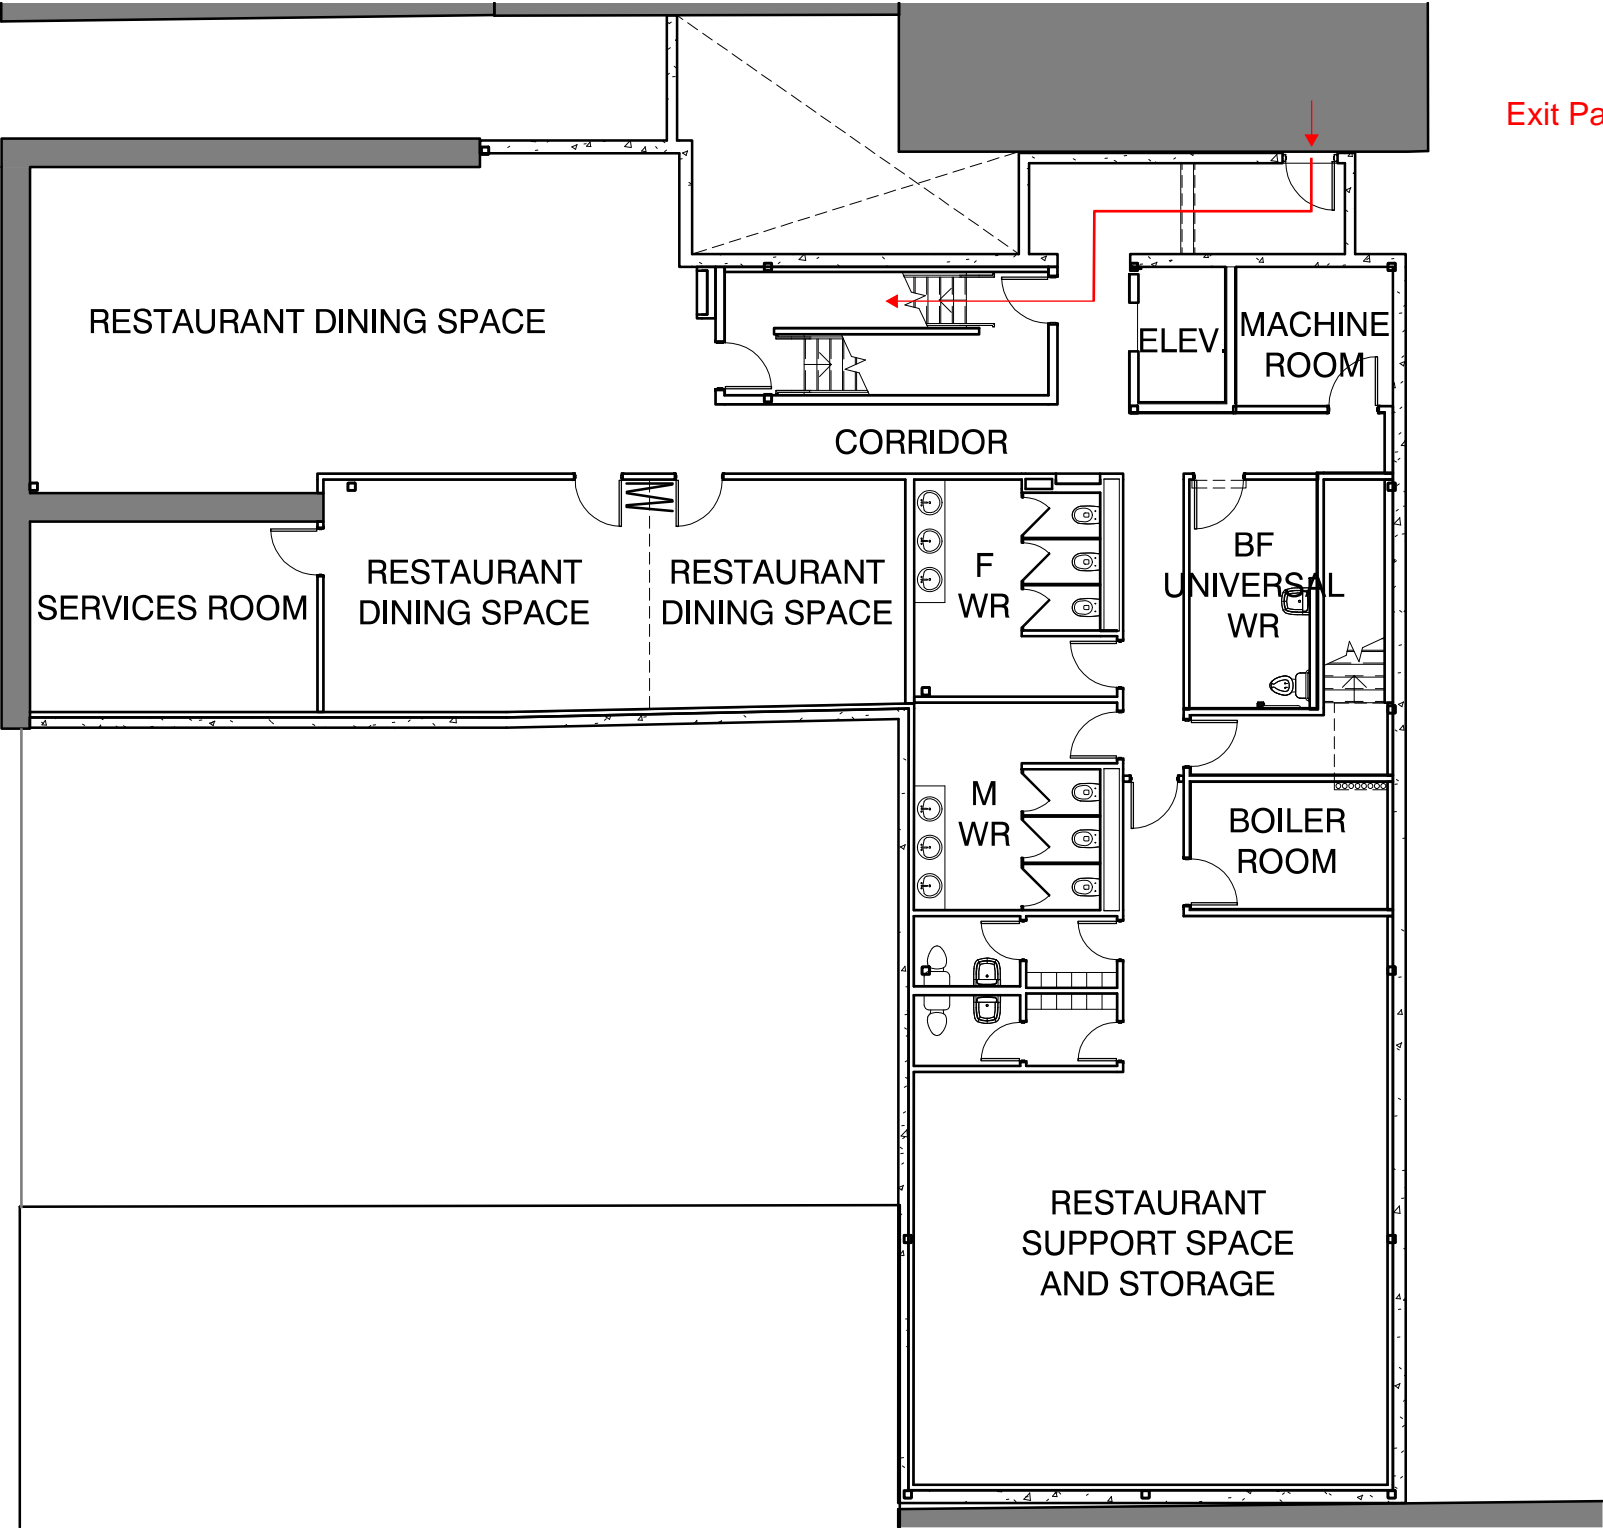 Exit Pa
RESTAURANT DINING SPACE
ELEV.
MACHINE
ROOM
CORRIDOR
SERVICES ROOM
RESTAURANT
DINING SPACE
RESTAURANT
DINING SPACE
F
WR
BF
UNIVERSAL
WR
M
WR
BOILER
ROOM
RESTAURANT
SUPPORT SPACE
AND STORAGE